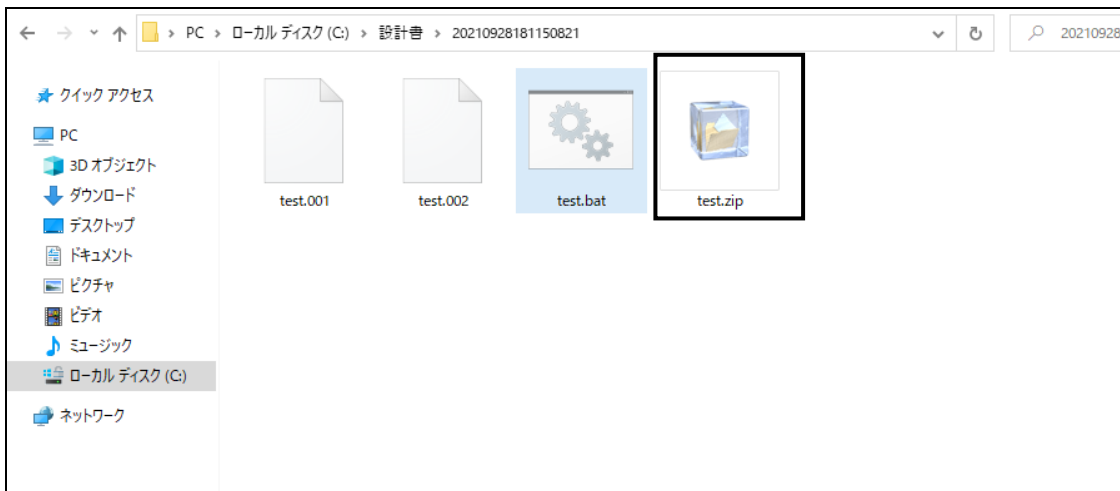 PC > ローカル ディスク (C:) > 設計書 > 20210928181150821
20210928
クイック アクセス
PC
3D オブジェクト
ダウンロード
デスクトップ
ドキュメント
ピクチャ
ビデオ
ミュージック
ローカル ディスク (C:)
ネットワーク
test.001
test.002
test.bat
test.zip